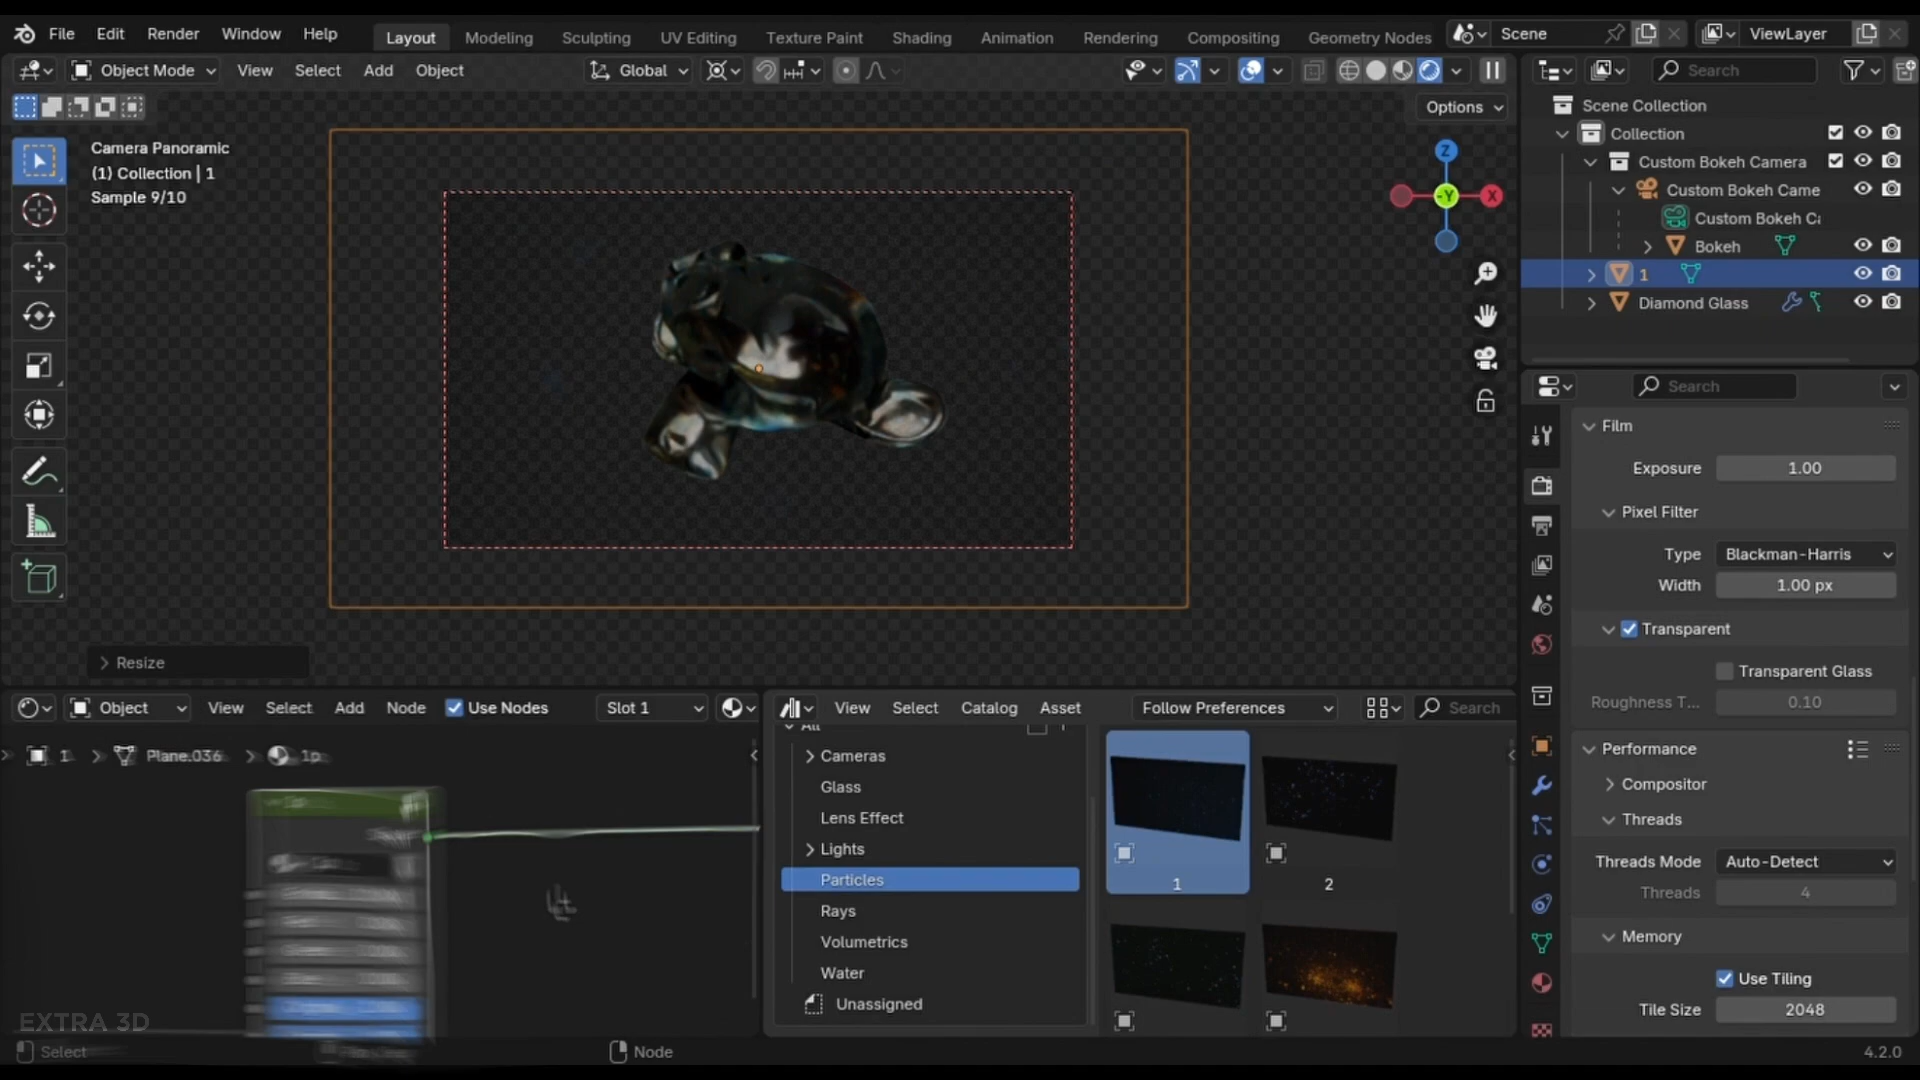 File Edit Render Window Help Layout Modeling Sculpting UV Editing Texture Paint Shading Animation Rendering Compositing Geometry Nodes Scene ViewLayer
Object Mode View Select Add Object Global Search
Options
Camera Panoramic
(1) Collection | 1
Sample 9/10
Z
-Y
X
Resize
Scene Collection
Collection
Custom Bokeh Camera
Custom Bokeh Came
Custom Bokeh Ca
Bokeh
1
Diamond Glass
Search
Film
Exposure 1.00
Pixel Filter
Type Blackman-Harris
Width 1.00 px
Transparent
Transparent Glass
Roughness T... 0.10
Performance
Compositor
Threads
Threads Mode Auto-Detect
Threads 4
Memory
Use Tiling
Tile Size 2048
Object View Select Add Node Use Nodes Slot 1
1 Plane.036 1p
View Select Catalog Asset Follow Preferences Search
All
Cameras
Glass
Lens Effect
Lights
Particles
Rays
Volumetrics
Water
Unassigned
1
2
EXTRA 3D
Select Node 4.2.0